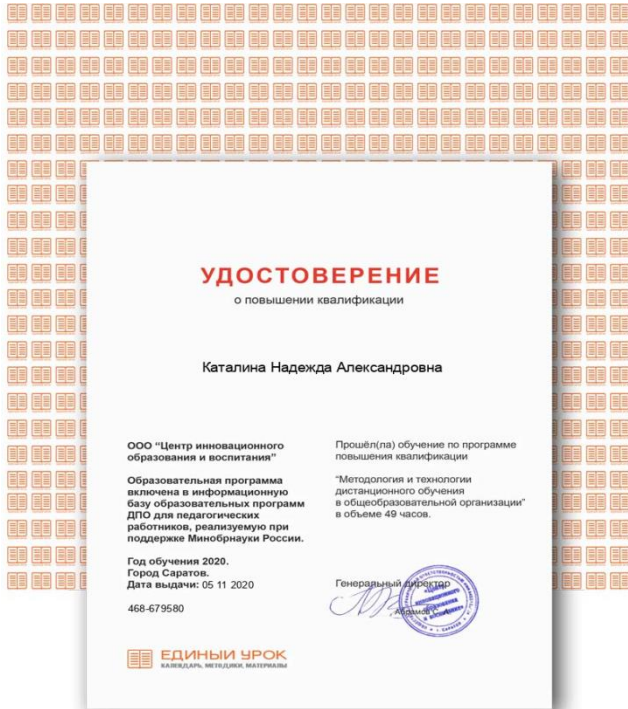 УДОСТОВЕРЕНИЕ
о повышении квалификации
Каталина Надежда Александровна
ООО “Центр инновационного
образования и воспитания”
Образовательная программа
включена в информационную
базу образовательных программ
ДПО для педагогических
работников, реализуемую при
поддержке Минобрнауки России.
Год обучения 2020.
Город Саратов.
Дата выдачи: 05 11 2020
468-679580
Прошёл(ла) обучение по программе
повышения квалификации
“Методология и технологии
дистанционного обучения
в общеобразовательной организации”
в объеме 49 часов.
Генеральный директор
Абрамов
ЕДИНЫЙ УРОК
КАЛЕНДАРЬ, МЕТОДИКИ, МАТЕРИАЛЫ